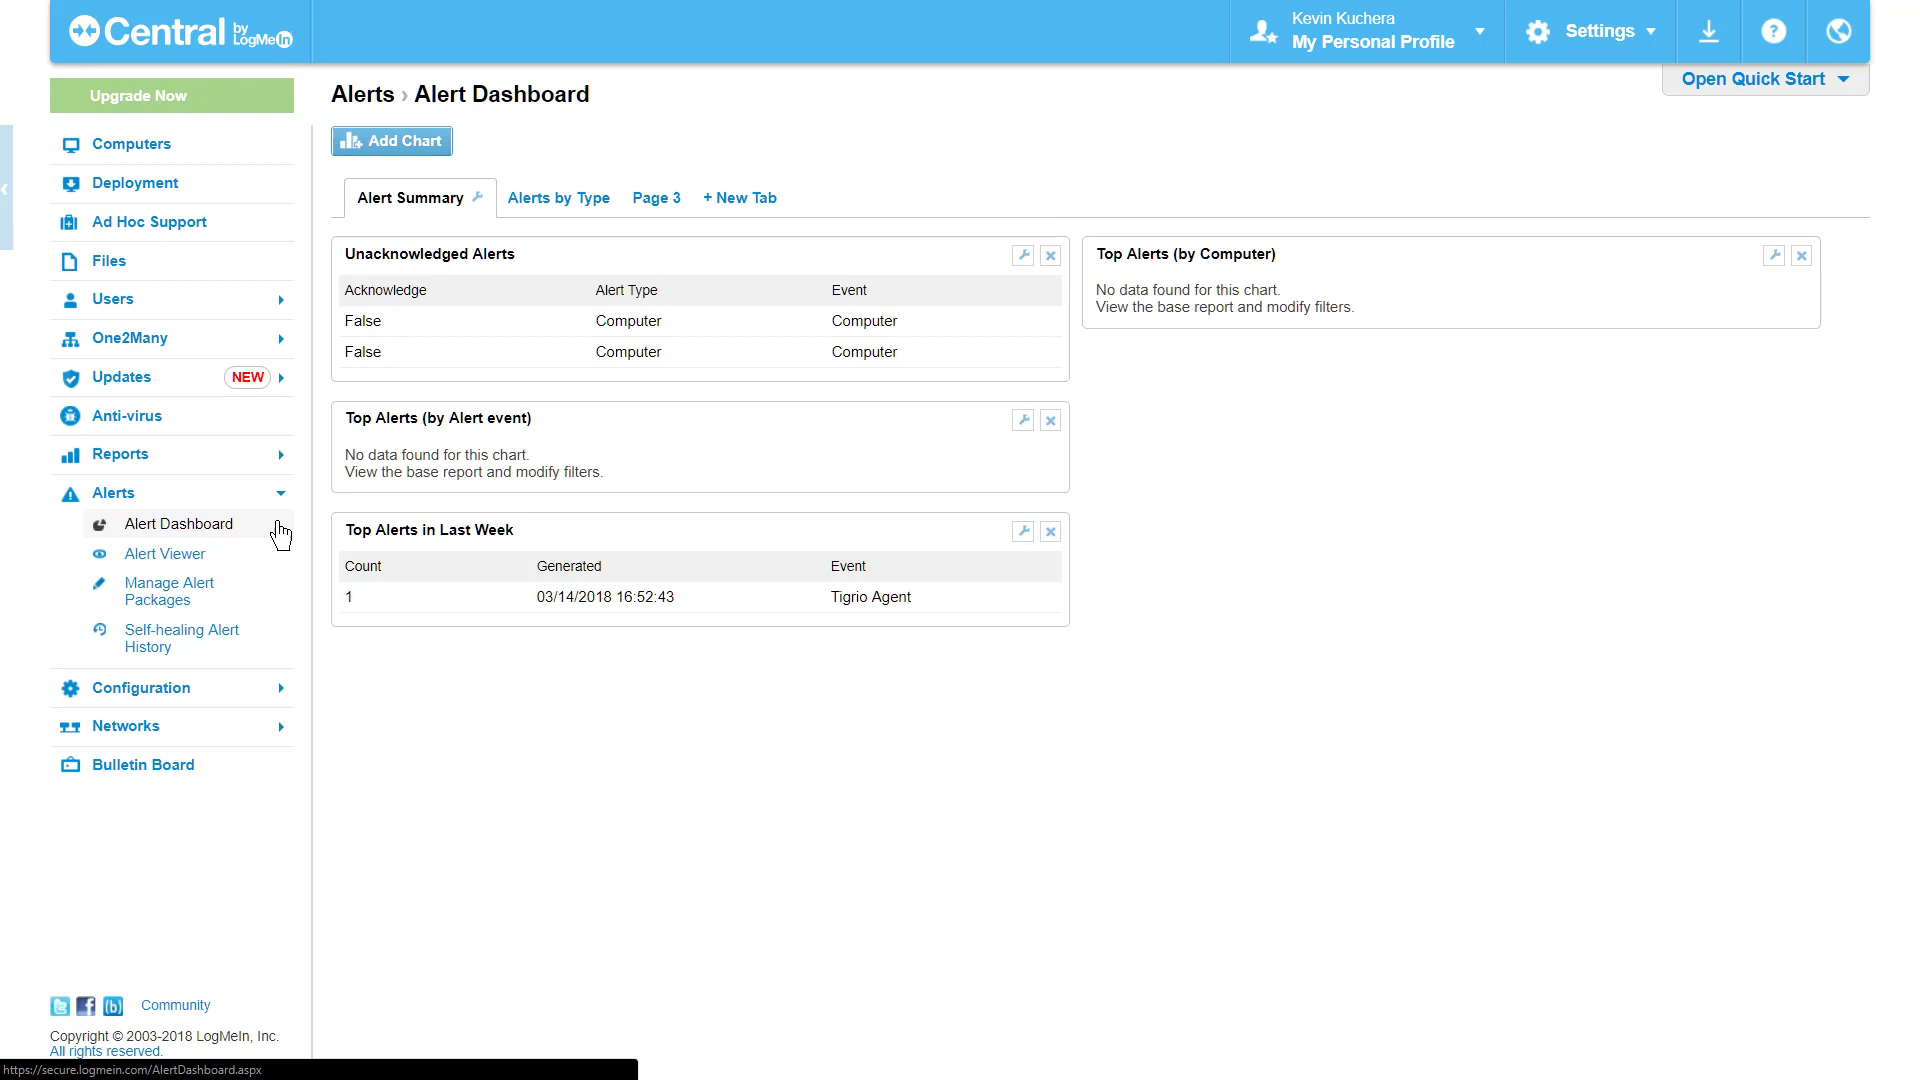 Central by LogMeIn
Kevin Kuchera
My Personal Profile
Settings
?
Open Quick Start
Upgrade Now
Computers
Deployment
Ad Hoc Support
Files
Users
One2Many
Updates NEW
Anti-virus
Reports
Alerts
Alert Dashboard
Alert Viewer
Manage Alert
Packages
Self-healing Alert
History
Configuration
Networks
Bulletin Board
Alerts › Alert Dashboard
Add Chart
Alert Summary Alerts by Type Page 3 + New Tab
Unacknowledged Alerts
Acknowledge Alert Type Event
False Computer Computer
False Computer Computer
Top Alerts (by Computer)
No data found for this chart.
View the base report and modify filters.
Top Alerts (by Alert event)
No data found for this chart.
View the base report and modify filters.
Top Alerts in Last Week
Count Generated Event
1 03/14/2018 16:52:43 Tigrio Agent
Community
Copyright © 2003-2018 LogMeIn, Inc.
All rights reserved.
https://secure.logmein.com/AlertDashboard.aspx